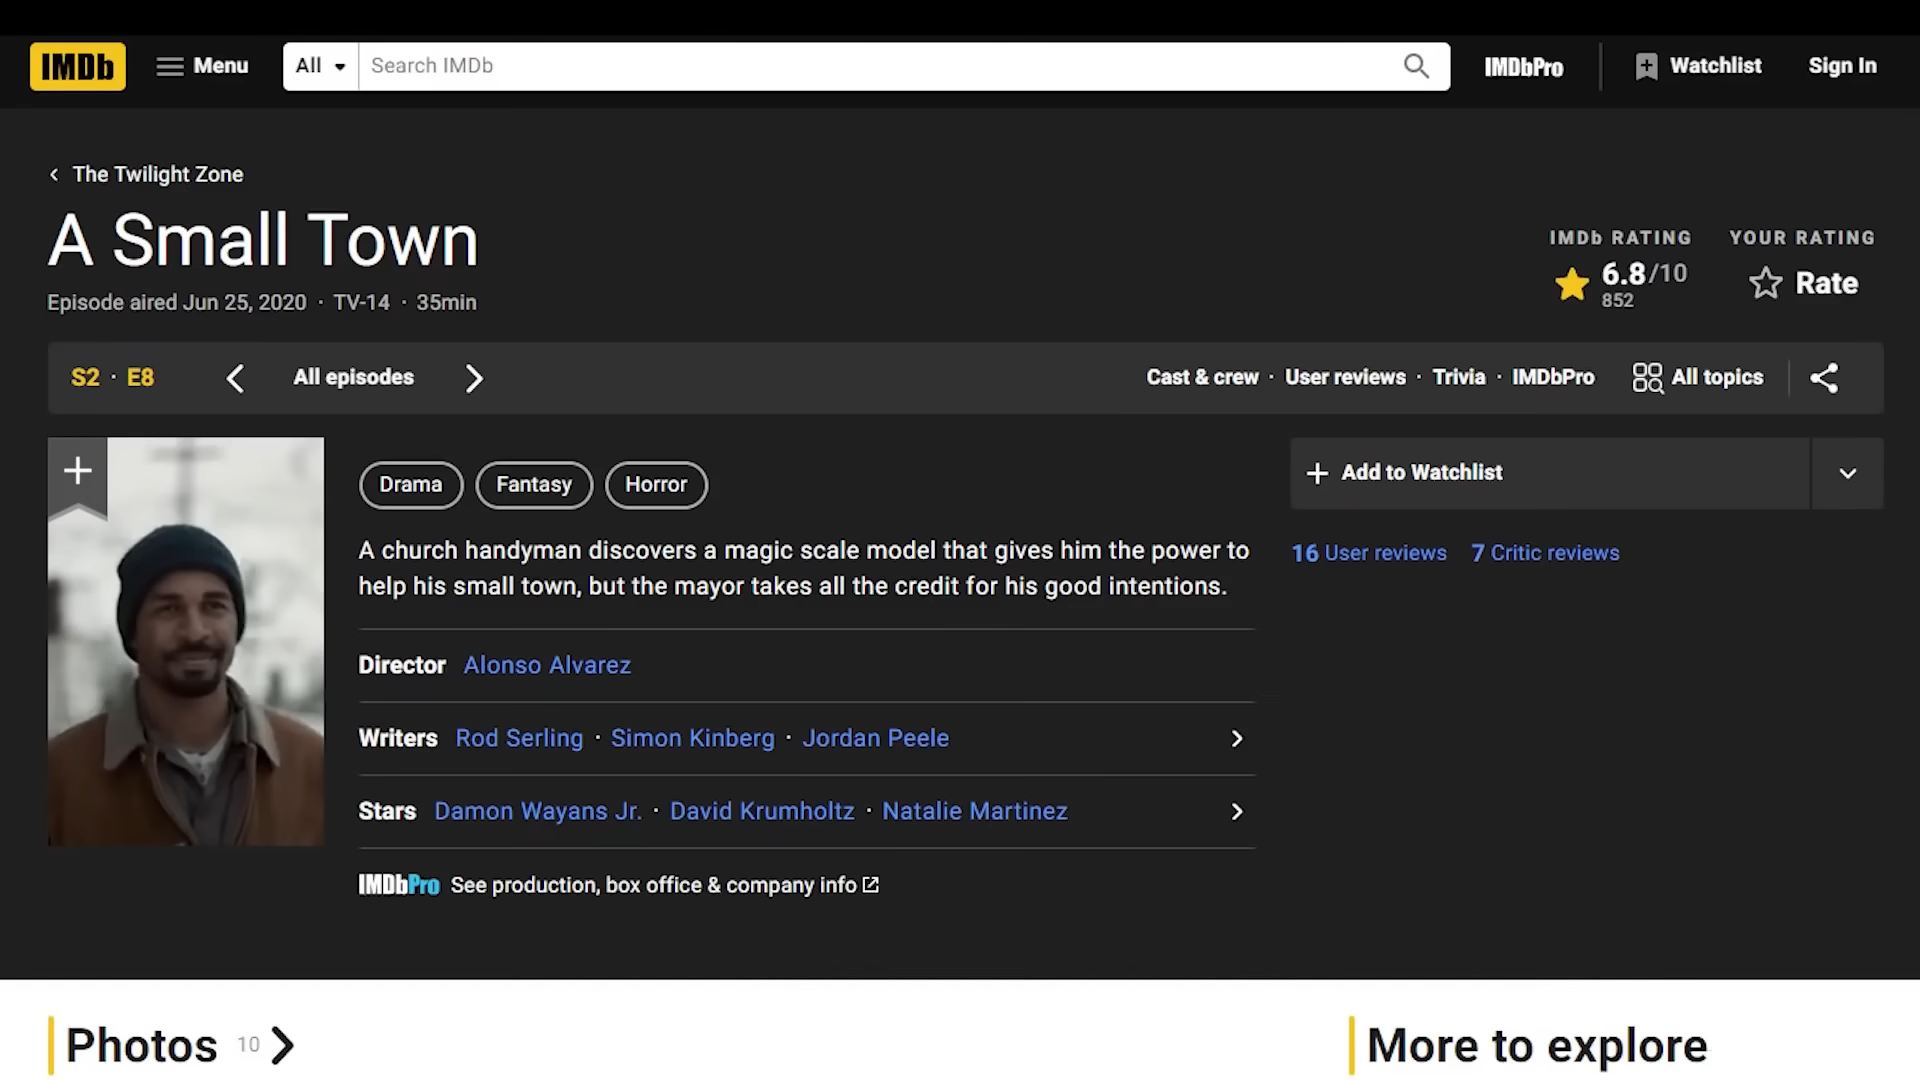 IMDb Menu All Search IMDb IMDbPro Watchlist Sign In
The Twilight Zone
A Small Town
Episode aired Jun 25, 2020 · TV-14 · 35min
IMDb RATING YOUR RATING
6.8/10 Rate
852
S2 · E8 All episodes Cast & crew · User reviews · Trivia · IMDbPro All topics
Drama Fantasy Horror
Add to Watchlist
A church handyman discovers a magic scale model that gives him the power to
help his small town, but the mayor takes all the credit for his good intentions.
16 User reviews 7 Critic reviews
Director Alonso Alvarez
Writers Rod Serling · Simon Kinberg · Jordan Peele
Stars Damon Wayans Jr. · David Krumholtz · Natalie Martinez
IMDbPro See production, box office & company info
Photos 10
More to explore